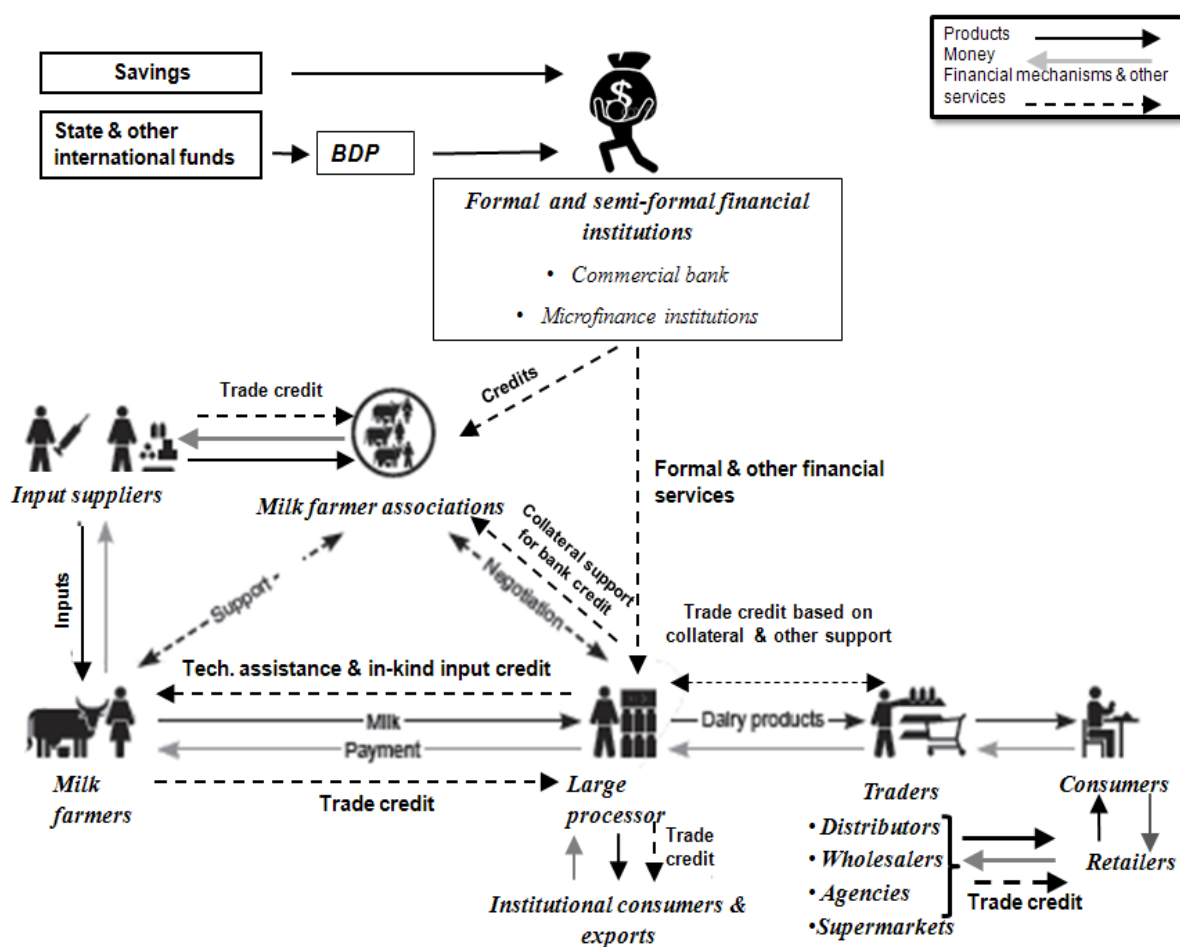 Products
Money
Financial mechanisms & other
services
Savings
State & other
international funds
BDP
$
Formal and semi-formal financial
institutions
• Commercial bank
• Microfinance institutions
Credits
Trade credit
Formal & other financial
services
Input suppliers
Milk farmer associations
Collateral support
for bank credit
Inputs
Support
Negotiation
Trade credit based on
collateral & other support
Tech. assistance & in-kind input credit
Milk
Payment
Dairy products
Milk
farmers
Trade credit
Large
processor
Traders
Consumers
Trade
credit
• Distributors
• Wholesalers
• Agencies
• Supermarkets
Retailers
Trade credit
Institutional consumers &
exports